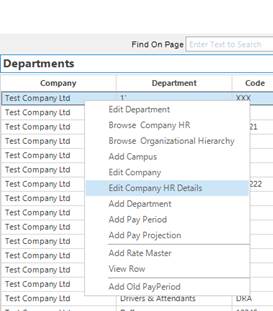 Find On Page Enter Text to Search
Departments
Company Department Code
Test Company Ltd 1' XXX
Test Company Ltd
Test Company Ltd 21
Test Company Ltd
Test Company Ltd
Test Company Ltd
Test Company Ltd 222
Test Company Ltd
Test Company Ltd
Test Company Ltd
Test Company Ltd
Test Company Ltd
Test Company Ltd
Test Company Ltd
Test Company Ltd Drivers & Attendants DRA
Edit Department
Browse Company HR
Browse Organizational Hierarchy
Add Campus
Edit Company
Edit Company HR Details
Add Department
Add Pay Period
Add Pay Projection
Add Rate Master
View Row
Add Old PayPeriod